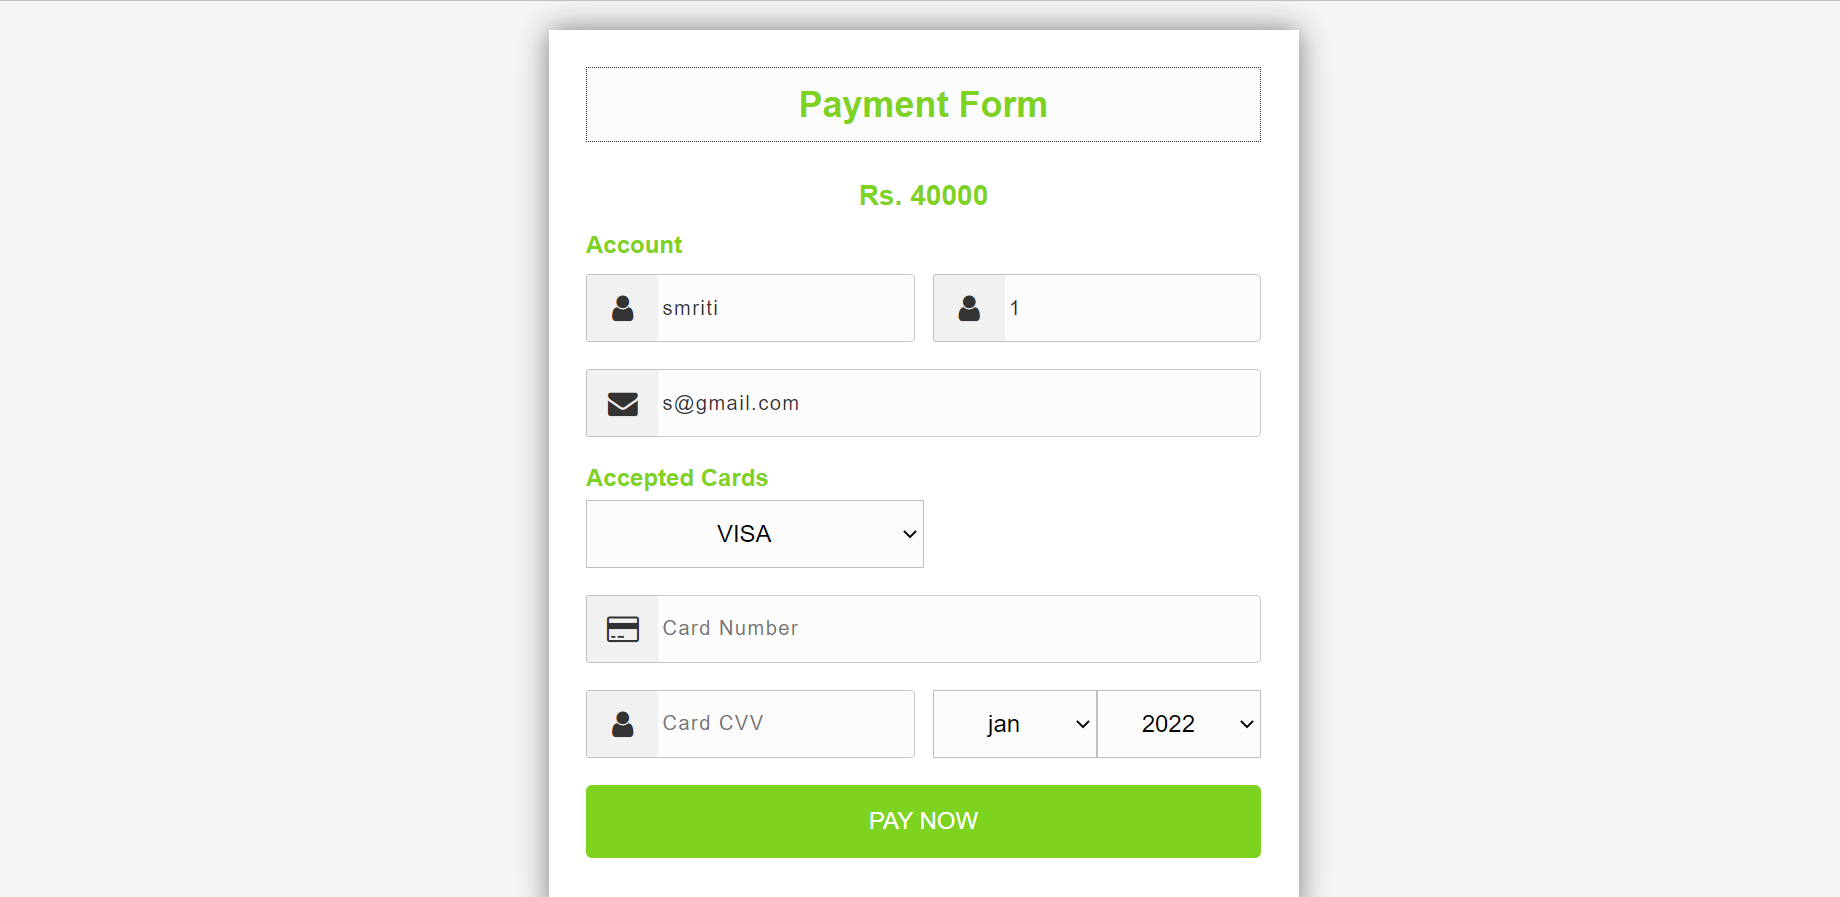 Payment Form
Rs. 40000
Account
smriti 1
s@gmail.com
Accepted Cards
VISA
Card Number
Card CVV jan 2022
PAY NOW